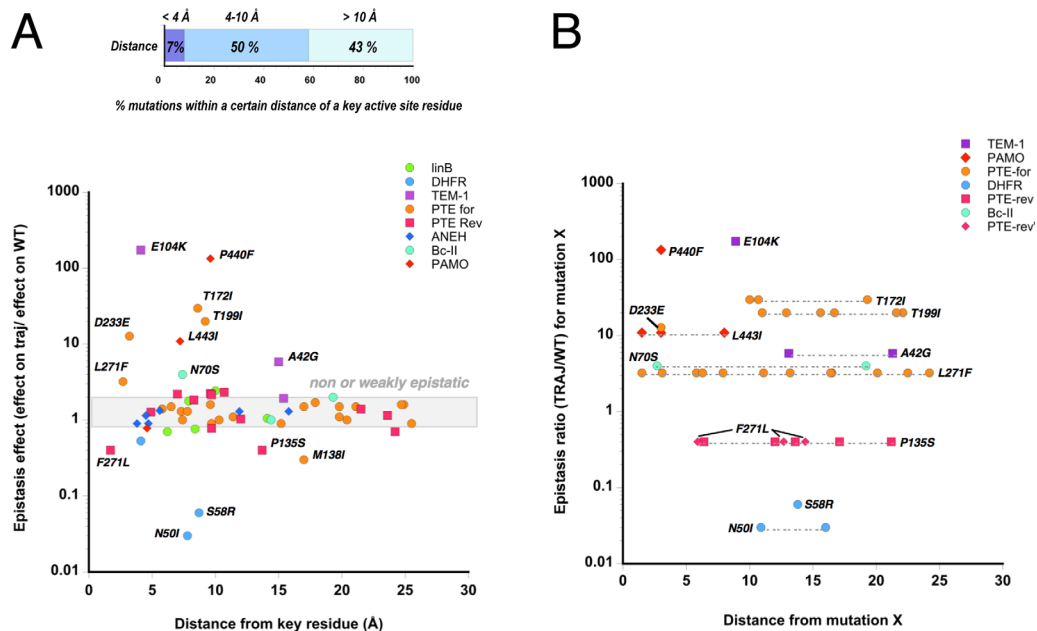 A
< 4 Å 4-10 Å > 10 Å
Distance 7% 50 % 43 %
0 20 40 60 80 100
% mutations within a certain distance of a key active site residue
linB
DHFR
TEM-1
PTE for
PTE Rev
ANEH
Bc-II
PAMO
Epistasis effect (effect on traj/ effect on WT)
1000
100
10
1
0.1
0.01
E104K
P440F
T172I
T199I
D233E
L443I
L271F
N70S
A42G
non or weakly epistatic
F271L
P135S
M138I
S58R
N50I
0 5 10 15 20 25 30
Distance from key residue (Å)
B
TEM-1
PAMO
PTE-for
DHFR
PTE-rev
Bc-II
PTE-rev'
Epistasis ratio (TRAJ/WT) for mutation X
1000
100
10
1
0.1
0.01
E104K
P440F
T172I
D233E
T199I
L443I
N70S
A42G
L271F
F271L
P135S
S58R
N50I
0 5 10 15 20 25 30
Distance from mutation X